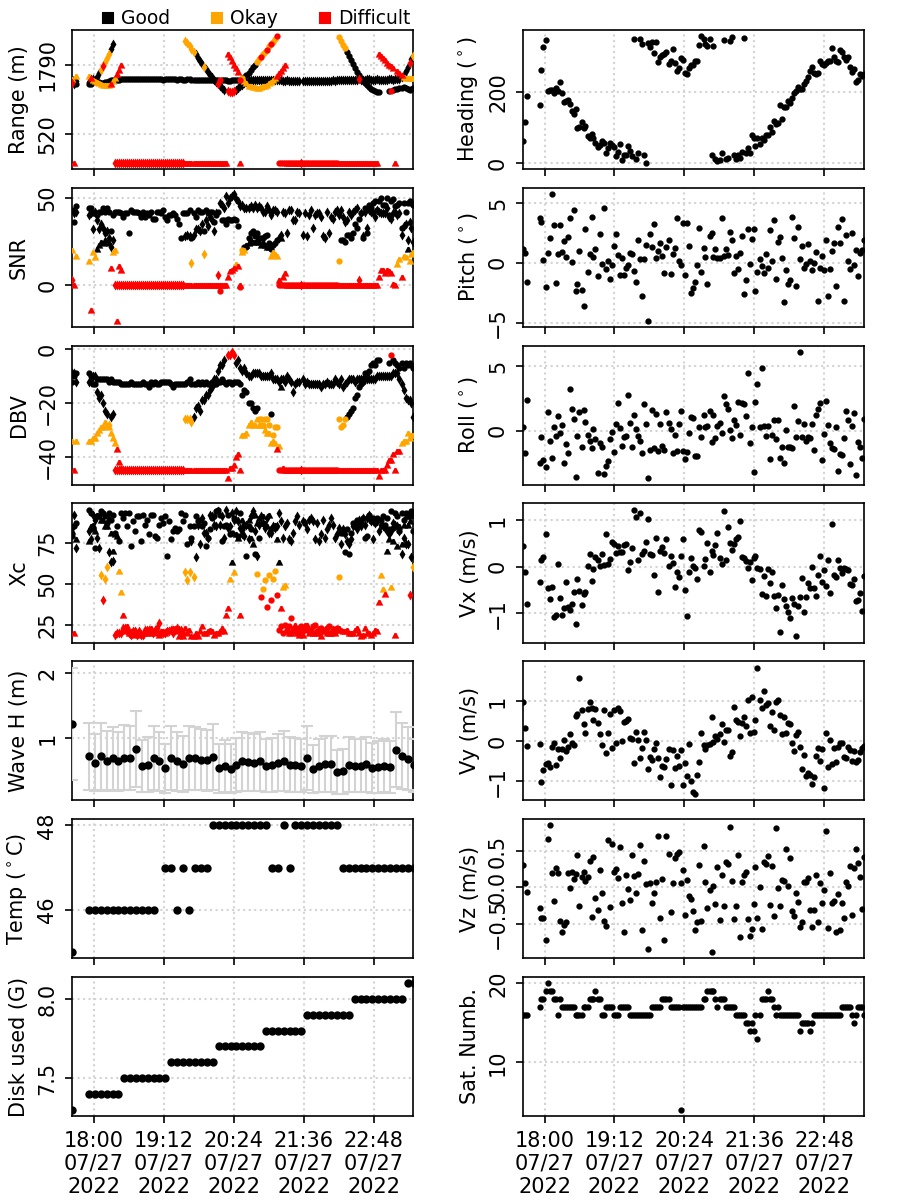 Good Okay Difficult
Range (m)
1790
520
Heading (°)
200
0
SNR
50
0
Pitch (°)
5
0
−5
DBV
0
−20
−40
Roll (°)
5
0
Xc
75
50
25
Vx (m/s)
1
0
−1
Wave H (m)
2
1
Vy (m/s)
1
0
−1
Temp (°C)
48
46
Vz (m/s)
0.5
0.0
−0.5
Disk used (G)
8.0
7.5
Sat. Numb.
20
10
18:00 19:12 20:24 21:36 22:48
07/27 07/27 07/27 07/27 07/27
2022 2022 2022 2022 2022
18:00 19:12 20:24 21:36 22:48
07/27 07/27 07/27 07/27 07/27
2022 2022 2022 2022 2022